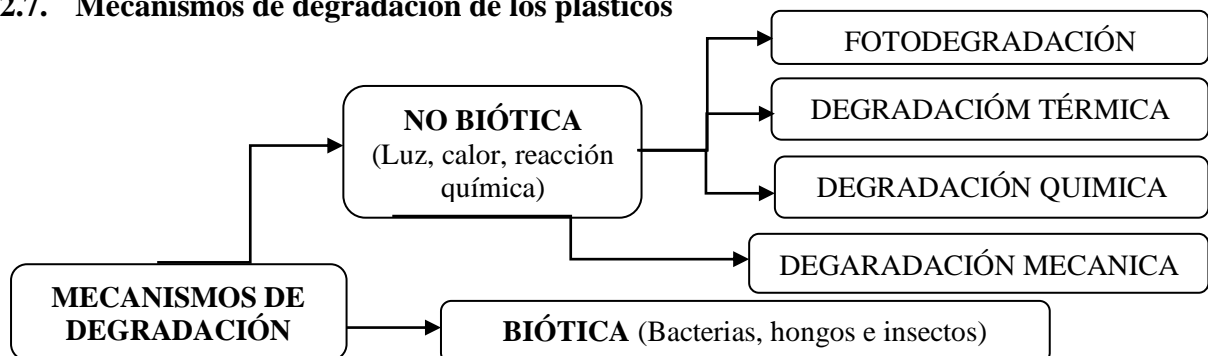 2.7. Mecanismos de degradación de los plásticos
FOTODEGRADACIÓN
NO BIÓTICA
(Luz, calor, reacción
química)
DEGRADACIÓM TÉRMICA
DEGRADACIÓN QUIMICA
DEGARADACIÓN MECANICA
MECANISMOS DE
DEGRADACIÓN
BIÓTICA (Bacterias, hongos e insectos)